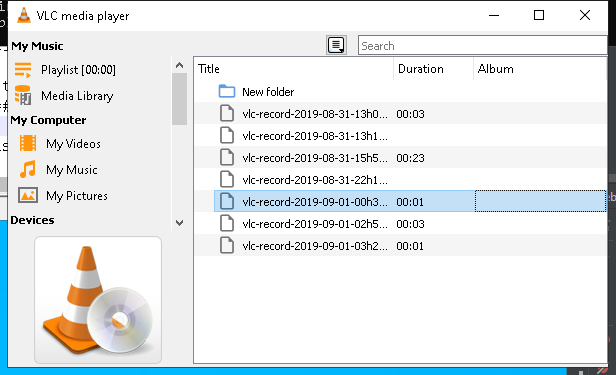 VLC media player
My Music
Playlist [00:00]
Media Library
My Computer
My Videos
My Music
My Pictures
Devices
Search
Title Duration Album
New folder
vlc-record-2019-08-31-13h0... 00:03
vlc-record-2019-08-31-13h1...
vlc-record-2019-08-31-15h5... 00:23
vlc-record-2019-08-31-22h1...
vlc-record-2019-09-01-00h3... 00:01
vlc-record-2019-09-01-02h5... 00:03
vlc-record-2019-09-01-03h2... 00:01